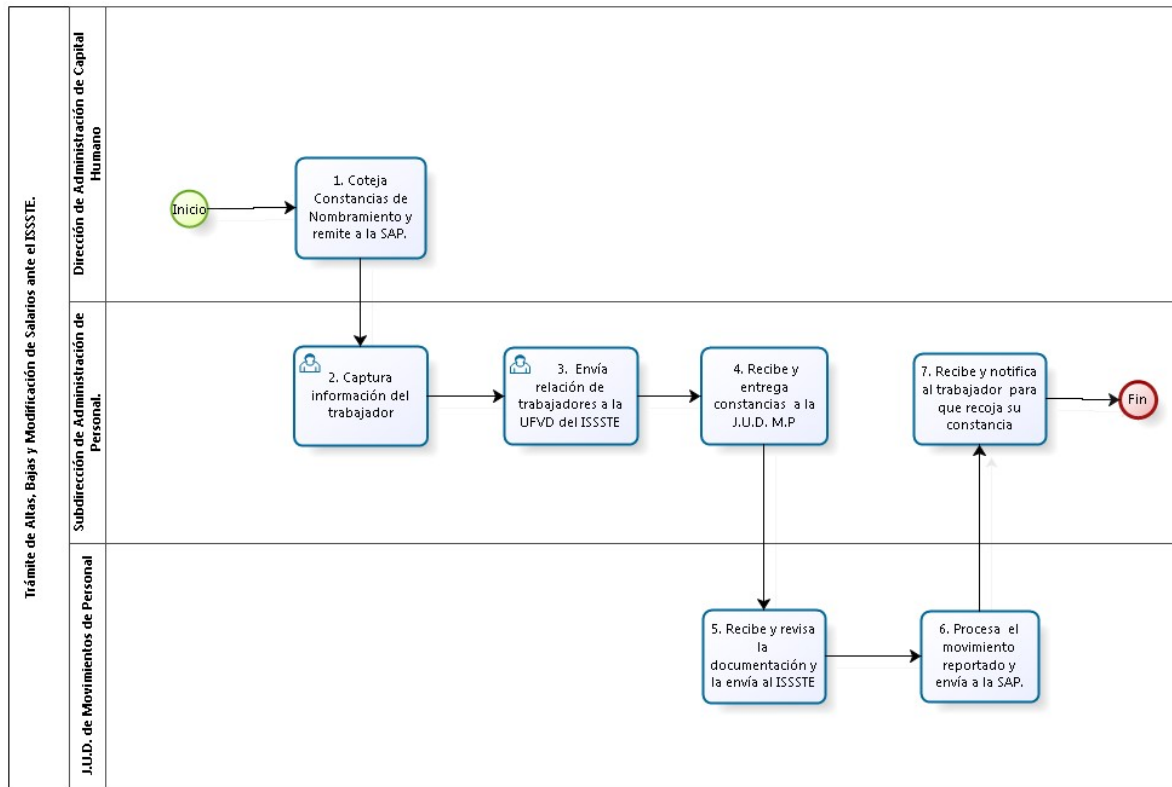 Trámite de Altas, Bajas y Modificación de Salarios ante el ISSSTE.
Dirección de Administración de Capital
Humano
Inicio
1. Coteja
Constancias de
Nombramiento y
remite a la SAP.
Subdirección de Administración de
Personal.
2. Captura
información del
trabajador
3. Envía
relación de
trabajadores a la
UFVD del ISSSTE
4. Recibe y
entrega
constancias a la
J.U.D. M.P
7. Recibe y notifica
al trabajador para
que recoja su
constancia
Fin
J.U.D. de Movimientos de Personal
5. Recibe y revisa
la
documentación y
la envía al ISSSTE
6. Procesa el
movimiento
reportado y
envía a la SAP.